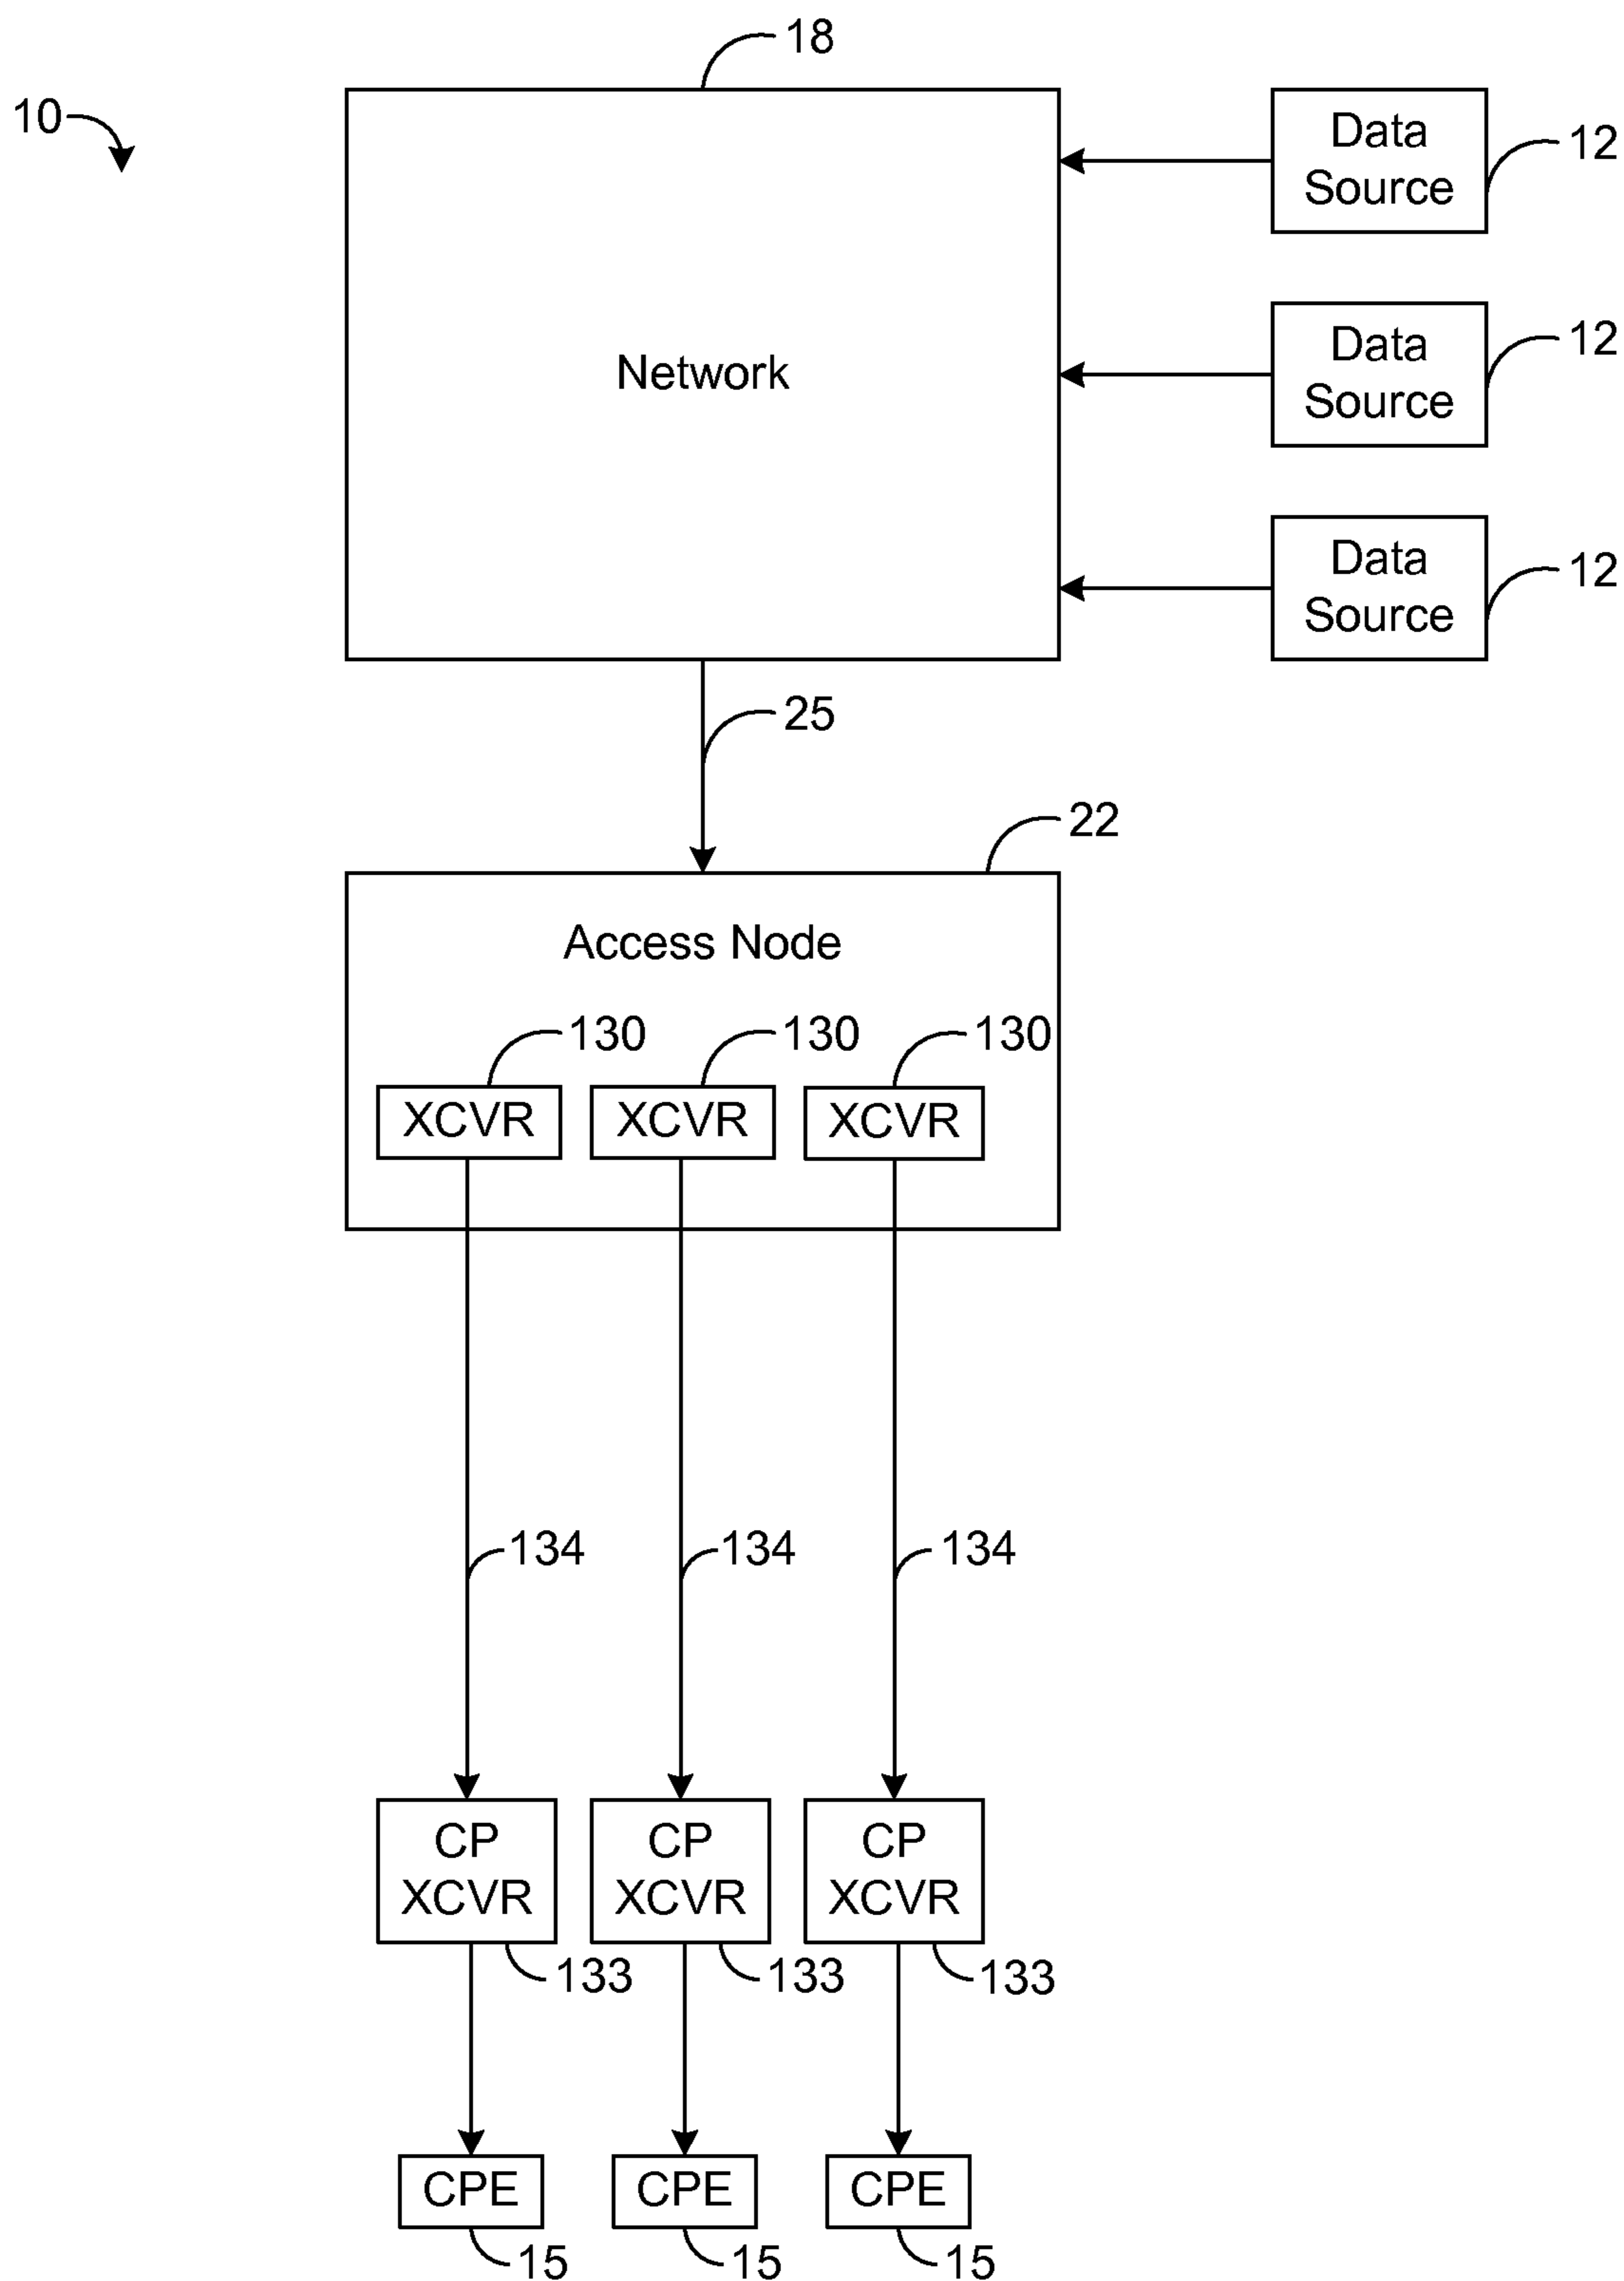 18
10
Data
Source
12
Network
Data
Source
12
Data
Source
12
25
22
Access Node
130 130 130
XCVR XCVR XCVR
134 134 134
CP CP CP
XCVR XCVR XCVR
133 133 133
CPE CPE CPE
15 15 15